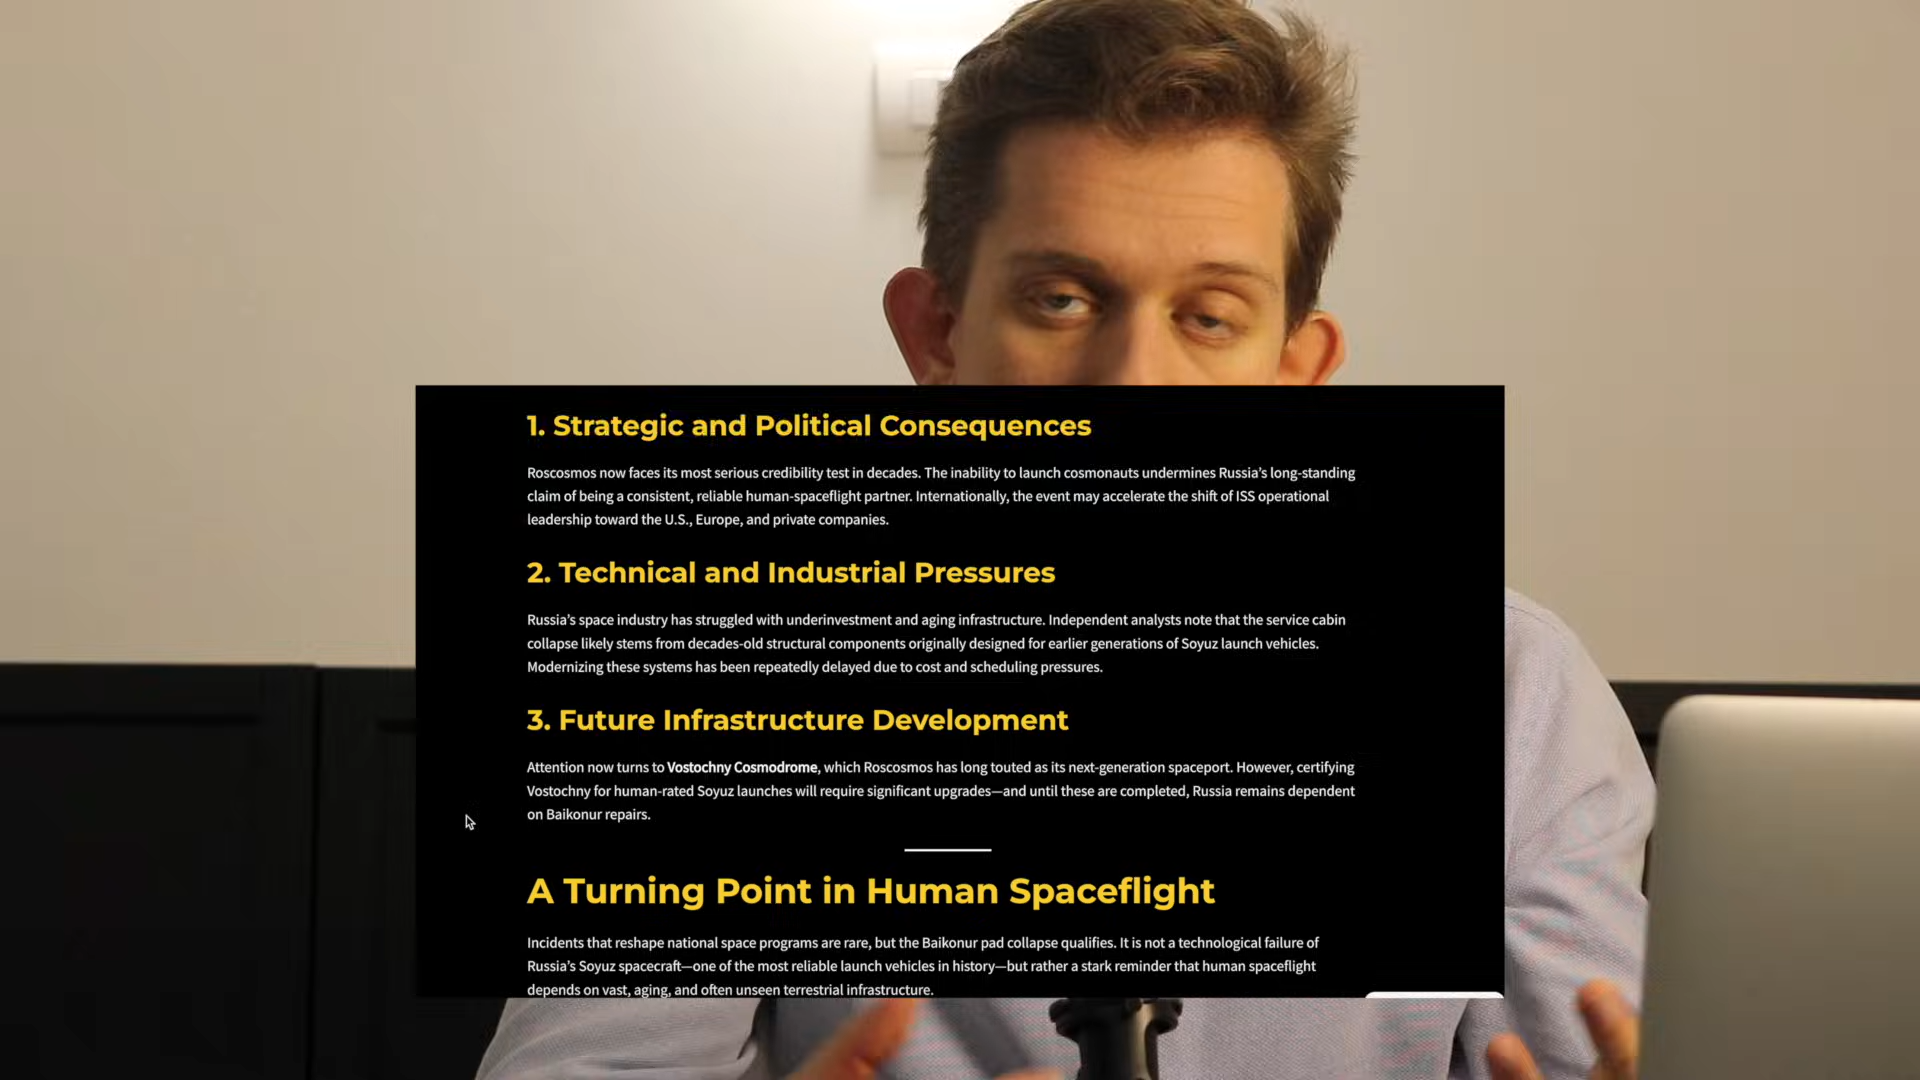 1. Strategic and Political Consequences
Roscosmos now faces its most serious credibility test in decades. The inability to launch cosmonauts undermines Russia’s long-standing
claim of being a consistent, reliable human-spaceflight partner. Internationally, the event may accelerate the shift of ISS operational
leadership toward the U.S., Europe, and private companies.
2. Technical and Industrial Pressures
Russia’s space industry has struggled with underinvestment and aging infrastructure. Independent analysts note that the service cabin
collapse likely stems from decades-old structural components originally designed for earlier generations of Soyuz launch vehicles.
Modernizing these systems has been repeatedly delayed due to cost and scheduling pressures.
3. Future Infrastructure Development
Attention now turns to Vostochny Cosmodrome, which Roscosmos has long touted as its next-generation spaceport. However, certifying
Vostochny for human-rated Soyuz launches will require significant upgrades—and until these are completed, Russia remains dependent
on Baikonur repairs.
A Turning Point in Human Spaceflight
Incidents that reshape national space programs are rare, but the Baikonur pad collapse qualifies. It is not a technological failure of
Russia’s Soyuz spacecraft—one of the most reliable launch vehicles in history—but rather a stark reminder that human spaceflight
depends on vast, aging, and often unseen terrestrial infrastructure.